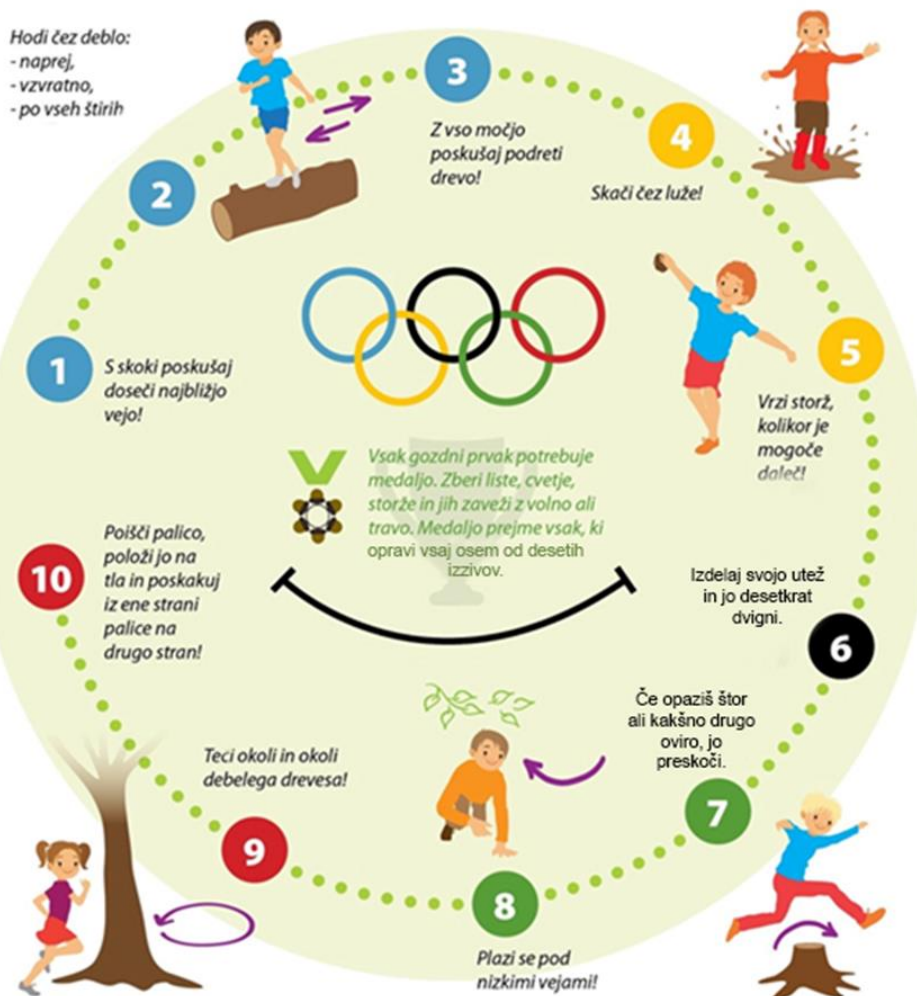 Hodi čez deblo:
- naprej,
- vzvratno,
- po vseh štirih
3
Z vso močjo
poskušaj podreti
drevo!
4
Skači čez luže!
2
1
S skoki poskušaj
doseči najbližjo
vejo!
5
Vrzi storž,
kolikor je
mogoče
daleč!
Vsak gozdni prvak potrebuje
medaljo. Zberi liste, cvetje,
storže in jih zaveži z volno ali
travo. Medaljo prejme vsak, ki
opravi vsaj osem od desetih
izzivov.
10
Poišči palico,
položi jo na
tla in poskakuj
iz ene strani
palice na
drugo stran!
Izdelaj svojo utež
in jo desetkrat
dvigni.
6
Če opaziš štor
ali kakšno drugo
oviro, jo
preskoči.
7
Teci okoli in okoli
debelega drevesa!
9
8
Plazi se pod
nizkimi vejami!